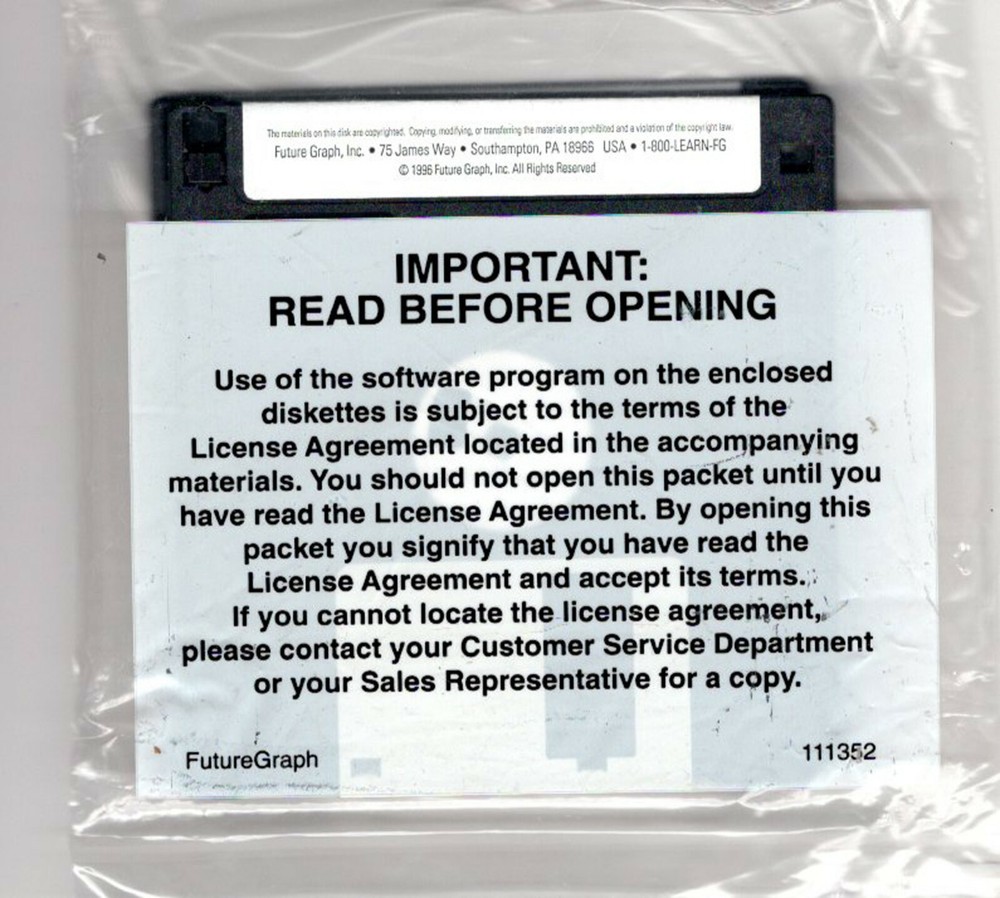 The materials on this disk are copyrighted. Copying, modifying, or transferring the materials are prohibited and a violation of the copyright law.
Future Graph, Inc. • 75 James Way • Southampton, PA 18966 USA • 1-800-LEARN-FG
© 1996 Future Graph, Inc. All Rights Reserved
IMPORTANT:
READ BEFORE OPENING
Use of the software program on the enclosed
diskettes is subject to the terms of the
License Agreement located in the accompanying
materials. You should not open this packet until you
have read the License Agreement. By opening this
packet you signify that you have read the
License Agreement and accept its terms.
If you cannot locate the license agreement,
please contact your Customer Service Department
or your Sales Representative for a copy.
FutureGraph
111352